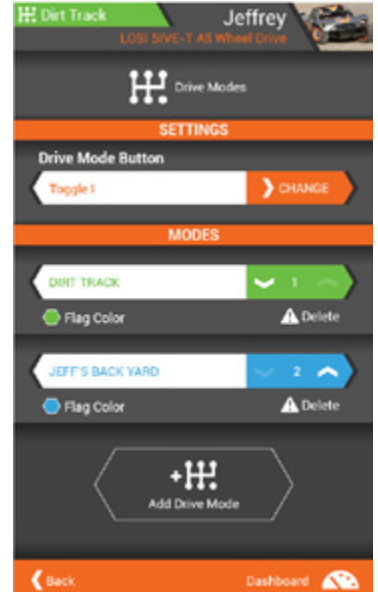 Dirt Track
Jeffrey
LOSI 5IVE-T All Wheel Drive
Drive Modes
SETTINGS
Drive Mode Button
Toggle I
CHANGE
MODES
DIRT TRACK
1
Flag Color
Delete
JEFF'S BACK YARD
2
Flag Color
Delete
Add Drive Mode
Back
Dashboard